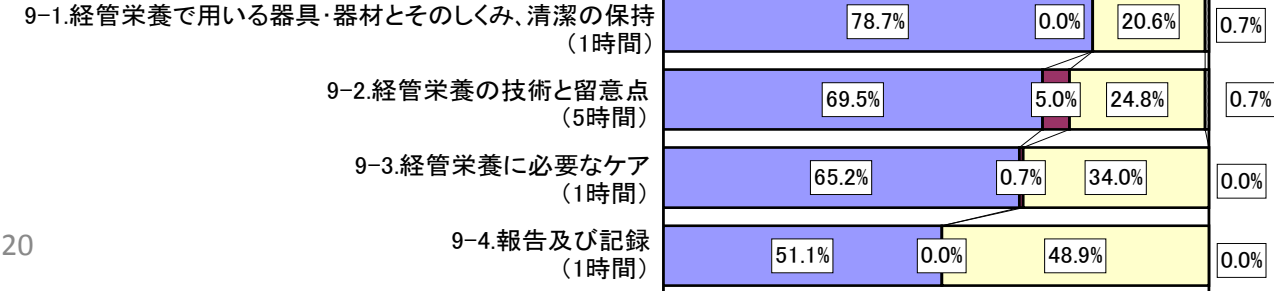 9-1.経管栄養で用いる器具・器材とそのしくみ、清潔の保持
（1時間）
78.7% 0.0% 20.6% 0.7%
9-2.経管栄養の技術と留意点
（5時間）
69.5% 5.0% 24.8% 0.7%
9-3.経管栄養に必要なケア
（1時間）
65.2% 0.7% 34.0% 0.0%
20
9-4.報告及び記録
（1時間）
51.1% 0.0% 48.9% 0.0%